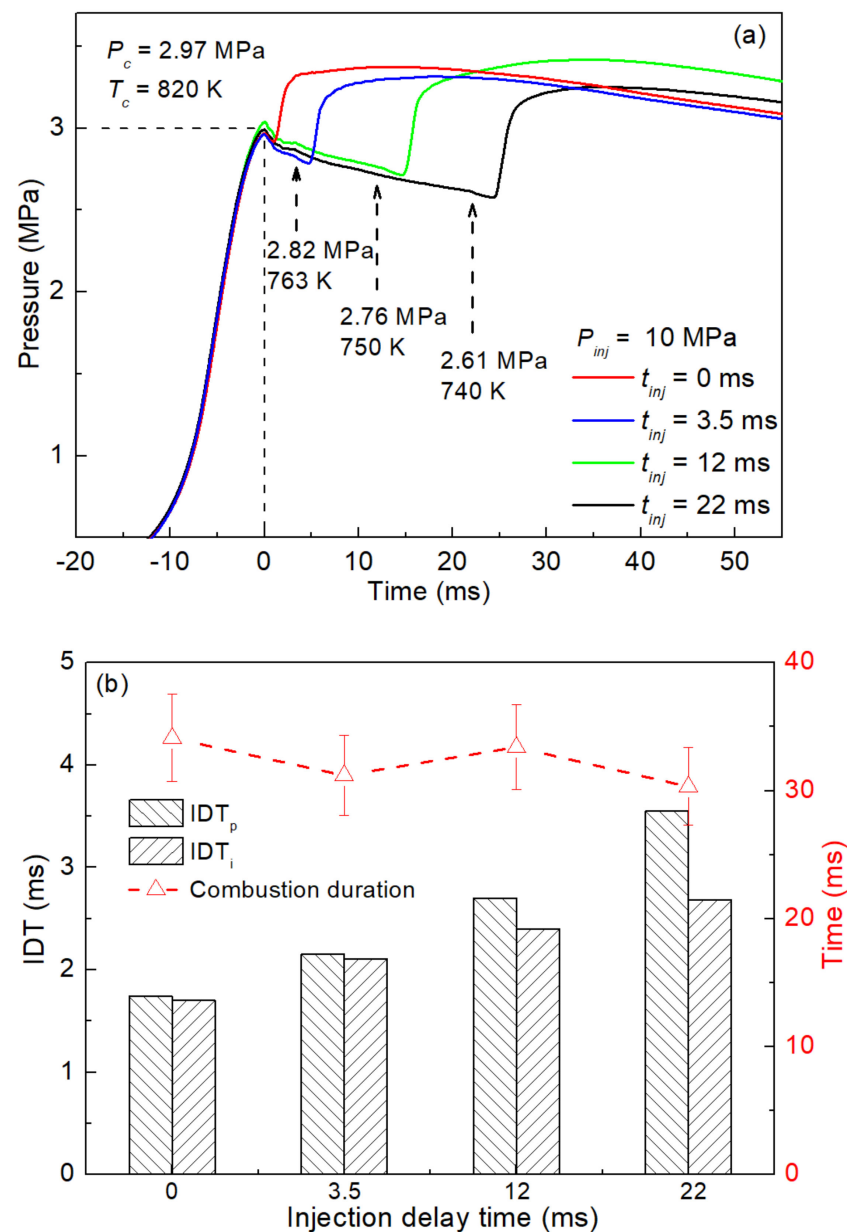 (a)
P_c = 2.97 MPa
T_c = 820 K
3
2
1
Pressure (MPa)
2.82 MPa
763 K
2.76 MPa
750 K
2.61 MPa
740 K
P_inj = 10 MPa
t_inj = 0 ms
t_inj = 3.5 ms
t_inj = 12 ms
t_inj = 22 ms
-20 -10 0 10 20 30 40 50
Time (ms)
(b)
5
4
3
2
1
0
IDT (ms)
IDT_p
IDT_i
Combustion duration
40
30
20
10
0
Time (ms)
0 3.5 12 22
Injection delay time (ms)